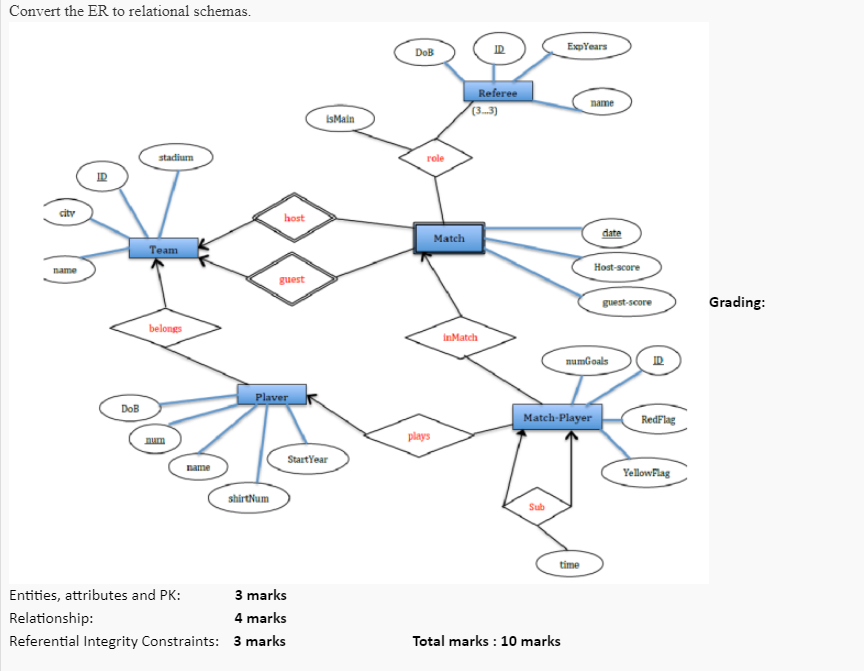 Convert the ER to relational schemas.
DoB
ID
ExpYears
Referee
name
(3...3)
isMain
role
stadium
ID
city
host
Match
date
Team
name
guest
Host-score
guest-score
Grading:
belongs
inMatch
numGoals
ID
DoB
Player
Match-Player
RedFlag
num
plays
name
StartYear
YellowFlag
shirtNum
Sub
time
Entities, attributes and PK: 3 marks
Relationship: 4 marks
Referential Integrity Constraints: 3 marks Total marks : 10 marks